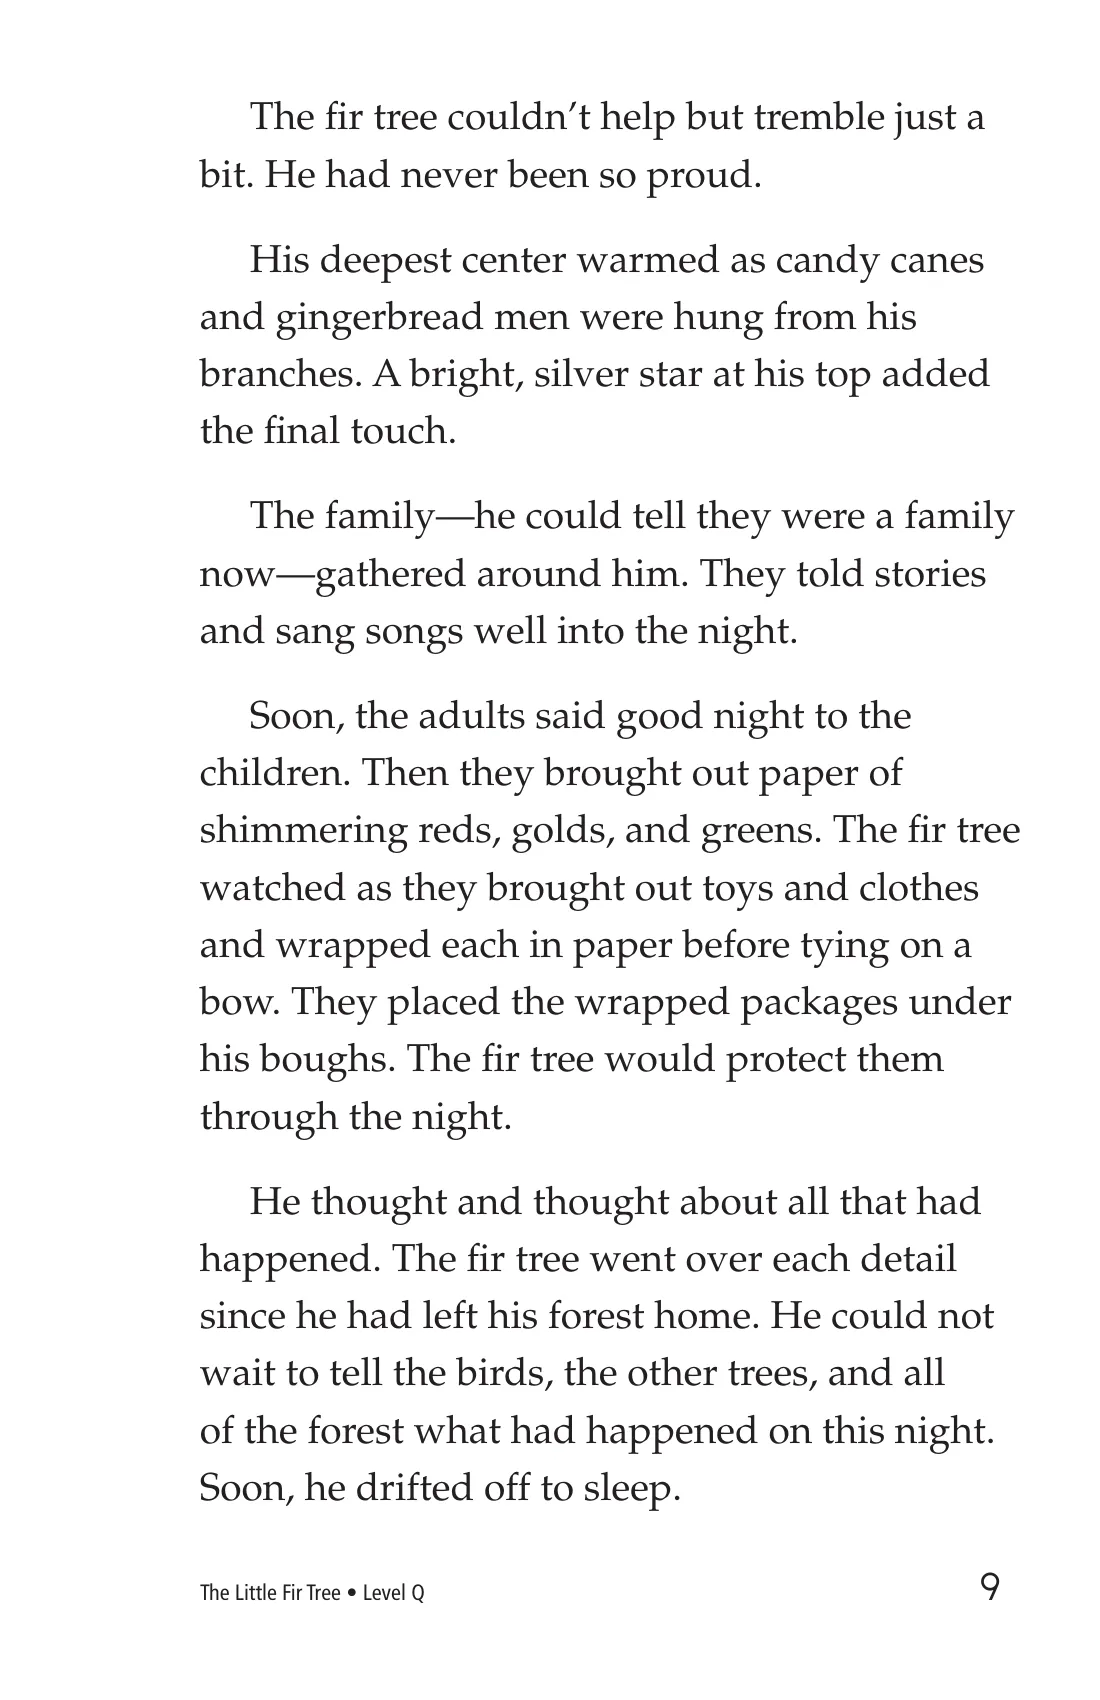 The fir tree couldn’t help but tremble just a
bit. He had never been so proud.
His deepest center warmed as candy canes
and gingerbread men were hung from his
branches. A bright, silver star at his top added
the final touch.
The family—he could tell they were a family
now—gathered around him. They told stories
and sang songs well into the night.
Soon, the adults said good night to the
children. Then they brought out paper of
shimmering reds, golds, and greens. The fir tree
watched as they brought out toys and clothes
and wrapped each in paper before tying on a
bow. They placed the wrapped packages under
his boughs. The fir tree would protect them
through the night.
He thought and thought about all that had
happened. The fir tree went over each detail
since he had left his forest home. He could not
wait to tell the birds, the other trees, and all
of the forest what had happened on this night.
Soon, he drifted off to sleep.
The Little Fir Tree • Level Q 9